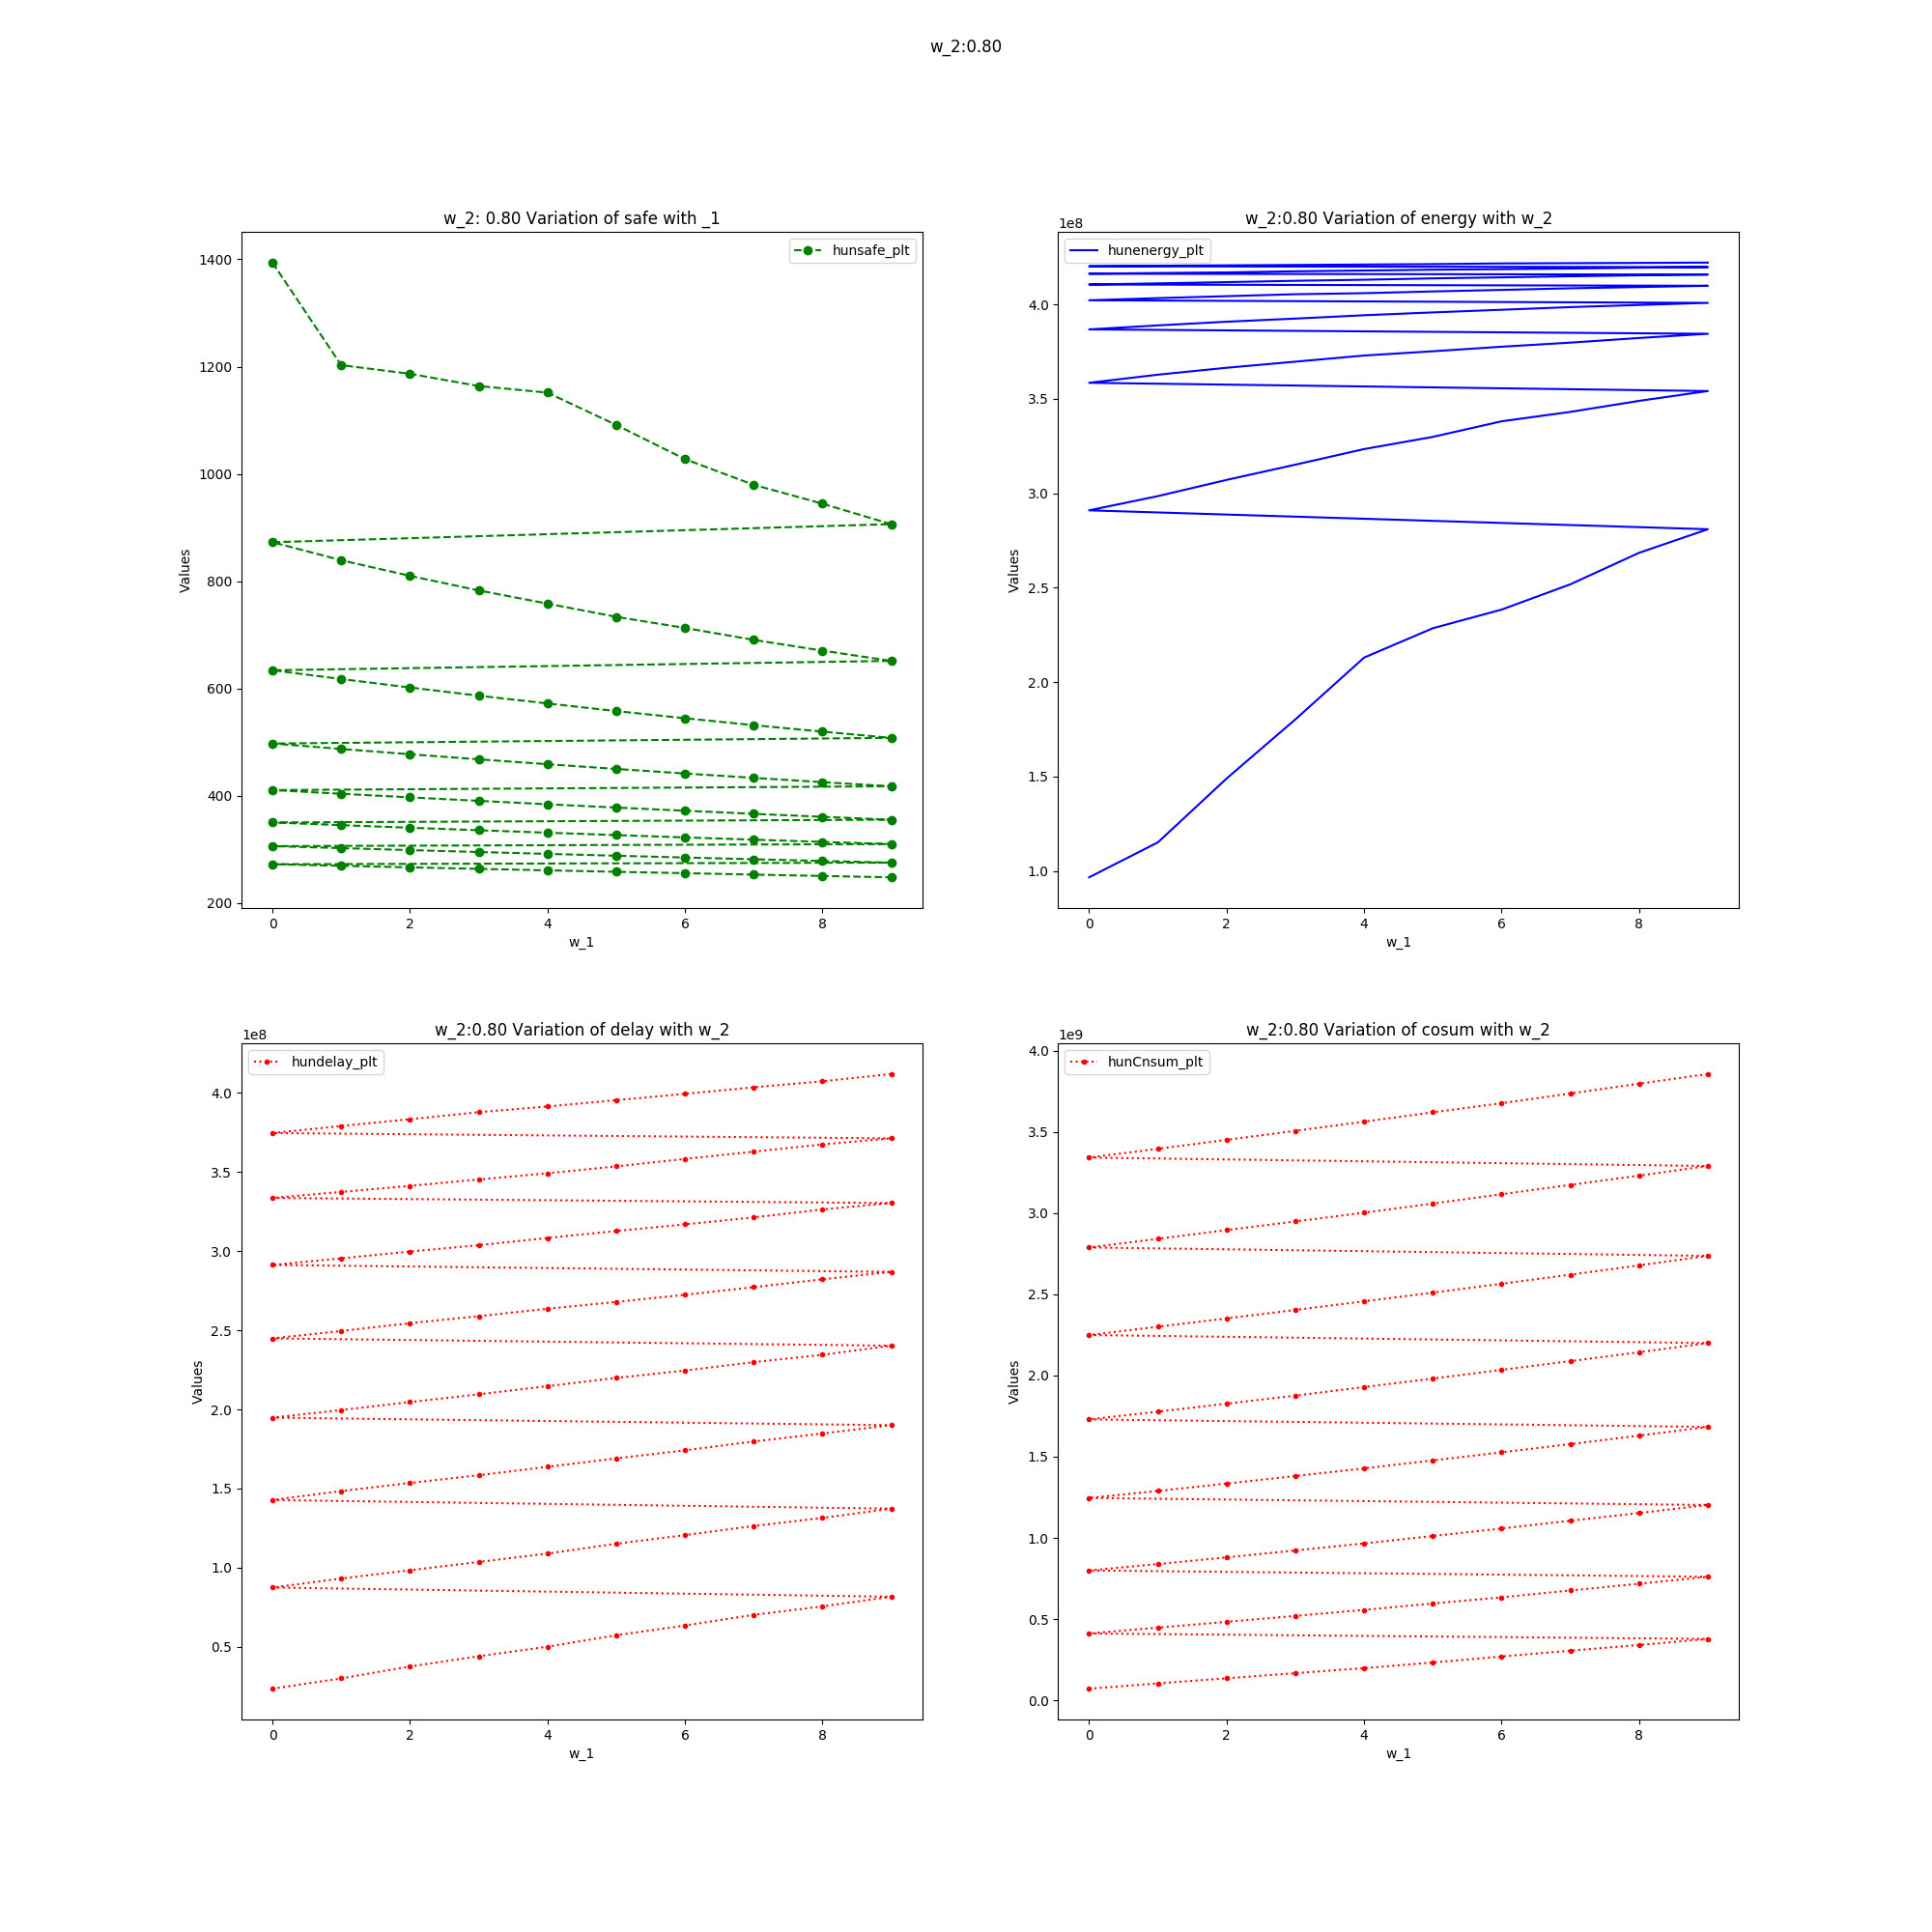 w_2:0.80
w_2: 0.80 Variation of safe with _1
hunsafe_plt
1400
1200
1000
800
600
400
200
Values
0 2 4 6 8
w_1
w_2:0.80 Variation of energy with w_2
1e8
hunenergy_plt
4.0
3.5
3.0
2.5
2.0
1.5
1.0
Values
0 2 4 6 8
w_1
w_2:0.80 Variation of delay with w_2
1e8
hundelay_plt
4.0
3.5
3.0
2.5
2.0
1.5
1.0
0.5
Values
0 2 4 6 8
w_1
w_2:0.80 Variation of cosum with w_2
1e9
hunCnsum_plt
4.0
3.5
3.0
2.5
2.0
1.5
1.0
0.5
0.0
Values
0 2 4 6 8
w_1